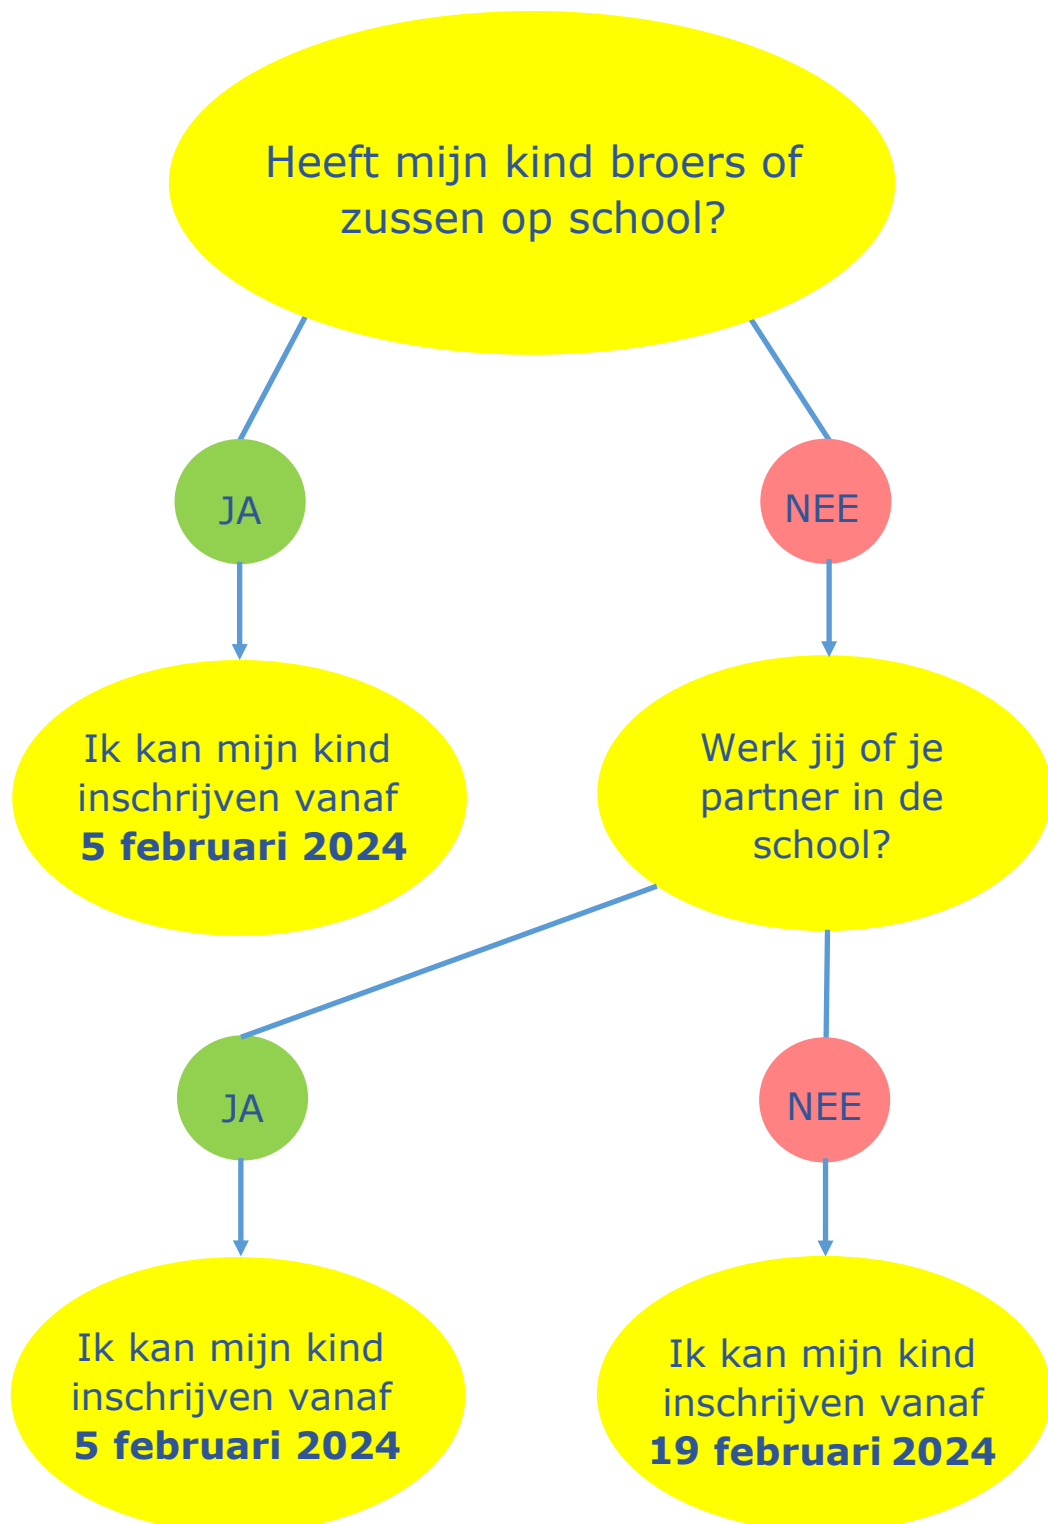 Heeft mijn kind broers of
zussen op school?
JA
NEE
Ik kan mijn kind
inschrijven vanaf
5 februari 2024
Werk jij of je
partner in de
school?
JA
NEE
Ik kan mijn kind
inschrijven vanaf
5 februari 2024
Ik kan mijn kind
inschrijven vanaf
19 februari 2024